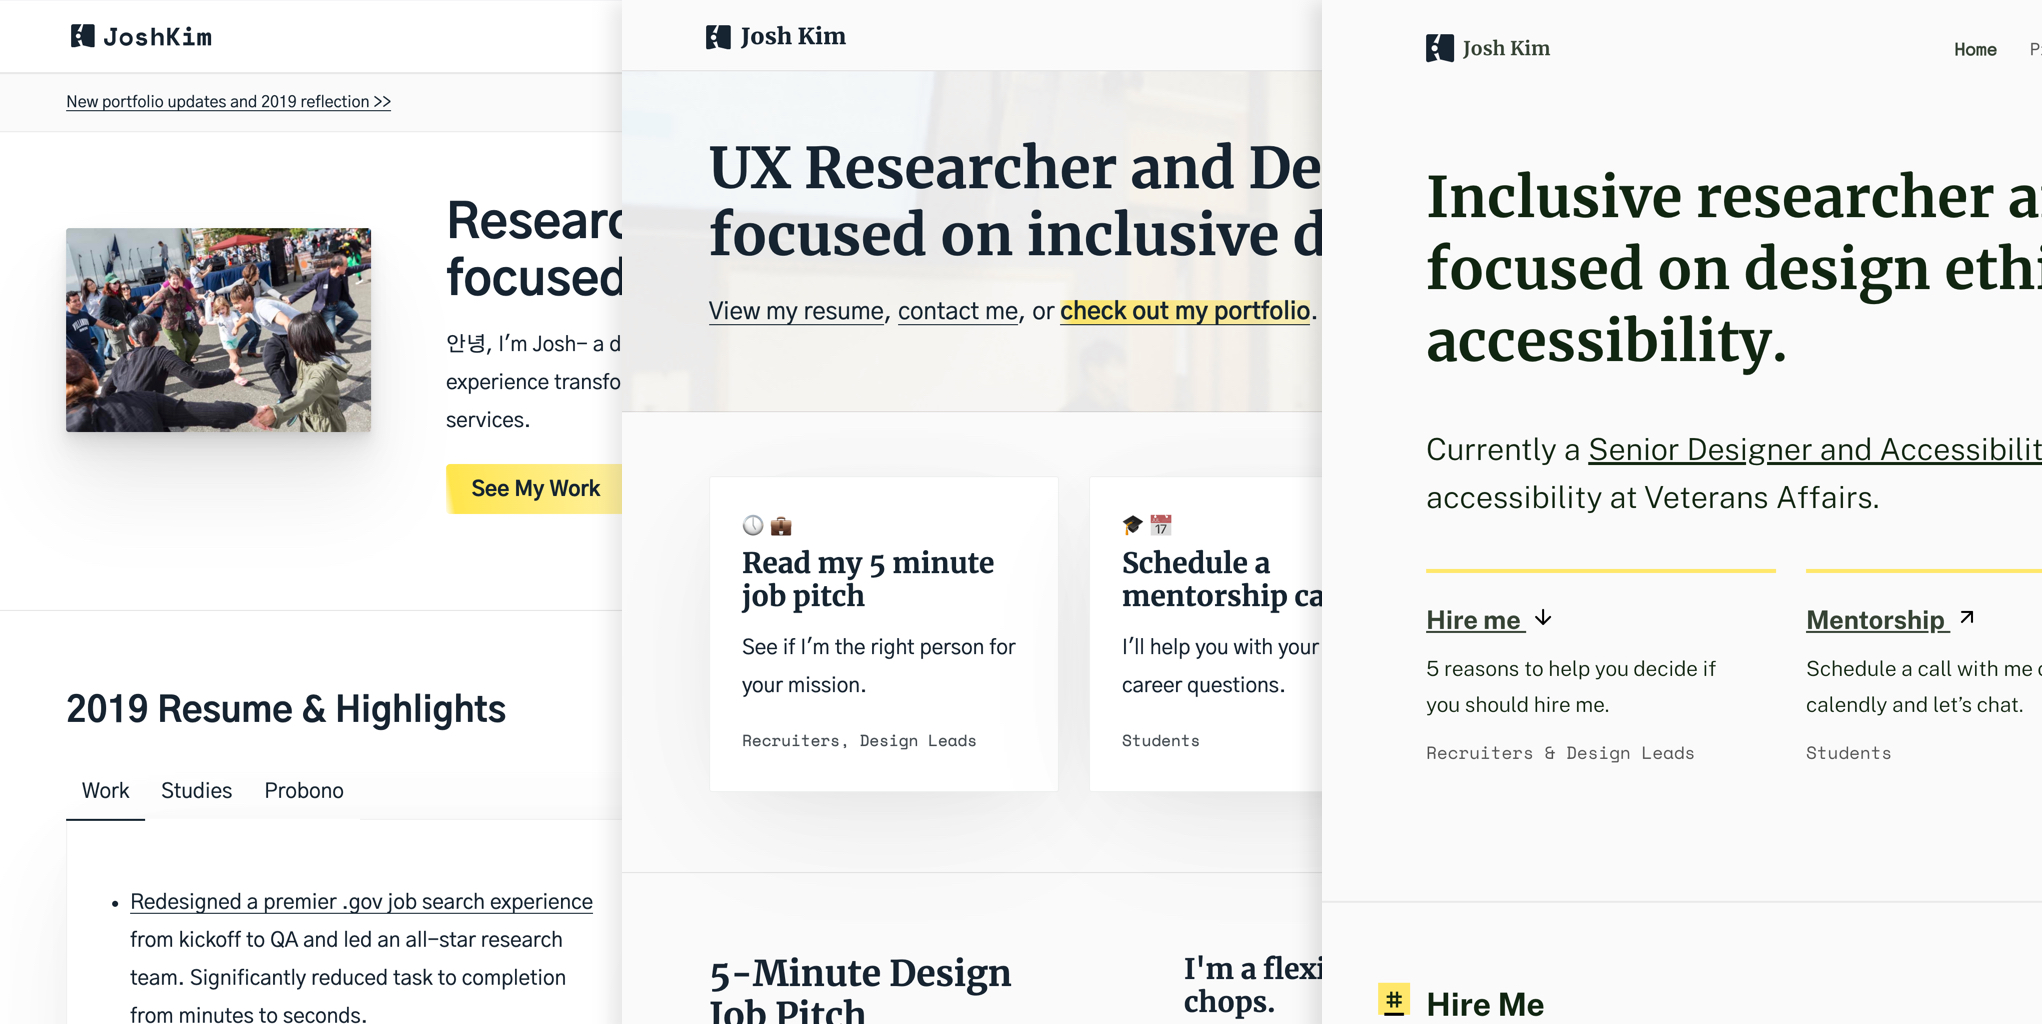 JoshKim
New portfolio updates and 2019 reflection >>
Researc
focused
안녕, I'm Josh– a d
experience transfo
services.
See My Work
2019 Resume & Highlights
Work Studies Probono
• Redesigned a premier .gov job search experience
from kickoff to QA and led an all-star research
team. Significantly reduced task to completion
from minutes to seconds.
Josh Kim
UX Researcher and De
focused on inclusive d
View my resume, contact me, or check out my portfolio.
Read my 5 minute
job pitch
See if I'm the right person for
your mission.
Recruiters, Design Leads
17
Schedule a
mentorship ca
I'll help you with your
career questions.
Students
5-Minute Design
Job Pitch
I'm a flexi
chops.
Josh Kim
Home P
Inclusive researcher a
focused on design ethi
accessibility.
Currently a Senior Designer and Accessibilit
accessibility at Veterans Affairs.
Hire me ↓
5 reasons to help you decide if
you should hire me.
Recruiters & Design Leads
Mentorship ↗
Schedule a call with me o
calendly and let's chat.
Students
# Hire Me